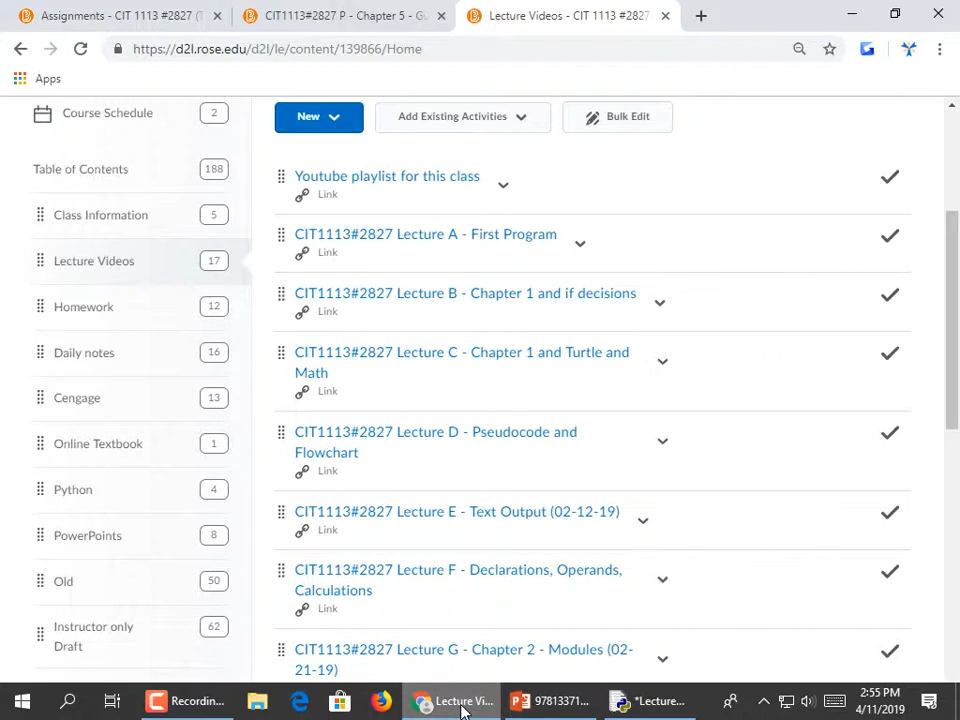 Assignments - CIT 1113 #2827 (T
CIT1113#2827 P - Chapter 5 - Gu
Lecture Videos - CIT 1113 #2827
https://d2l.rose.edu/d2l/le/content/139866/Home
Apps
Course Schedule 2
Table of Contents 188
Class Information 5
Lecture Videos 17
Homework 12
Daily notes 16
Cengage 13
Online Textbook 1
Python 4
PowerPoints 8
Old 50
Instructor only 62
Draft
New
Add Existing Activities
Bulk Edit
Youtube playlist for this class
Link
CIT1113#2827 Lecture A - First Program
Link
CIT1113#2827 Lecture B - Chapter 1 and if decisions
Link
CIT1113#2827 Lecture C - Chapter 1 and Turtle and
Math
Link
CIT1113#2827 Lecture D - Pseudocode and
Flowchart
Link
CIT1113#2827 Lecture E - Text Output (02-12-19)
Link
CIT1113#2827 Lecture F - Declarations, Operands,
Calculations
Link
CIT1113#2827 Lecture G - Chapter 2 - Modules (02-
21-19)
Recordin...
Lecture Vi...
97813371...
*Lecture...
2:55 PM
4/11/2019